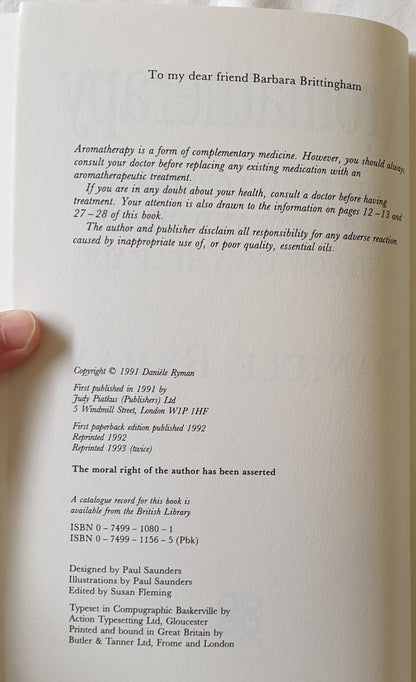 To my dear friend Barbara Brittingham
Aromatherapy is a form of complementary medicine. However, you should always
consult your doctor before replacing any existing medication with an
aromatherapeutic treatment.
If you are in any doubt about your health, consult a doctor before having
treatment. Your attention is also drawn to the information on pages 12–13 and
27–28 of this book.
The author and publisher disclaim all responsibility for any adverse reaction
caused by inappropriate use of, or poor quality, essential oils.
Copyright © 1991 Danièle Ryman
First published in 1991 by
Judy Piatkus (Publishers) Ltd
5 Windmill Street, London W1P 1HF
First paperback edition published 1992
Reprinted 1992
Reprinted 1993 (twice)
The moral right of the author has been asserted
A catalogue record for this book is
available from the British Library
ISBN 0 – 7499 – 1080 – 1
ISBN 0 – 7499 – 1156 – 5 (Pbk)
Designed by Paul Saunders
Illustrations by Paul Saunders
Edited by Susan Fleming
Typeset in Compugraphic Baskerville by
Action Typesetting Ltd, Gloucester
Printed and bound in Great Britain by
Butler & Tanner Ltd, Frome and London